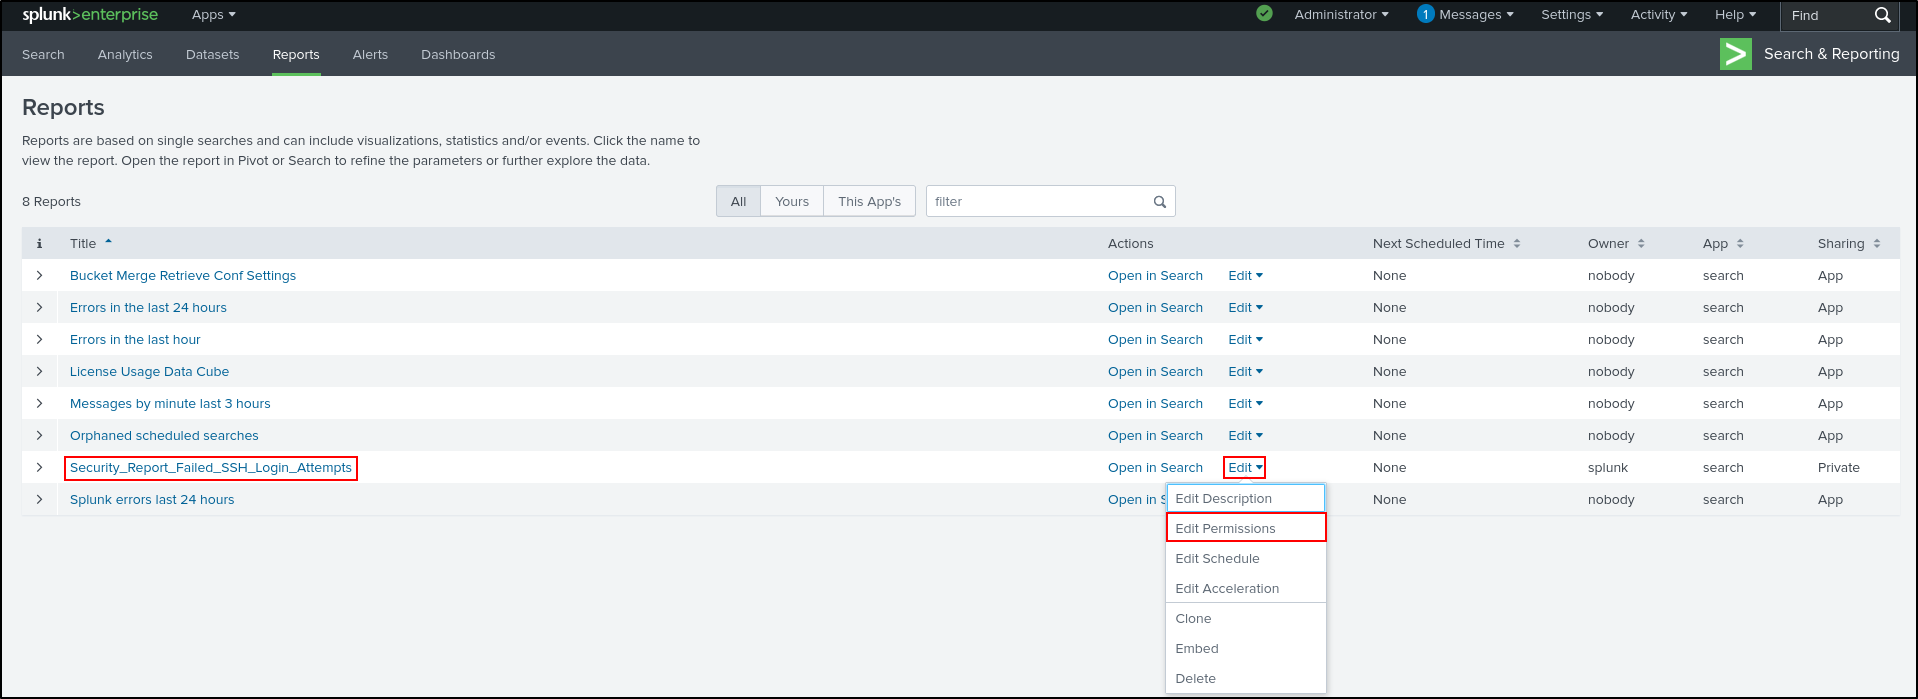 splunk>enterprise Apps Administrator 1 Messages Settings Activity Help Find
Search Analytics Datasets Reports Alerts Dashboards > Search & Reporting
Reports
Reports are based on single searches and can include visualizations, statistics and/or events. Click the name to
view the report. Open the report in Pivot or Search to refine the parameters or further explore the data.
8 Reports All Yours This App's filter
i Title Actions Next Scheduled Time Owner App Sharing
> Bucket Merge Retrieve Conf Settings Open in Search Edit None nobody search App
> Errors in the last 24 hours Open in Search Edit None nobody search App
> Errors in the last hour Open in Search Edit None nobody search App
> License Usage Data Cube Open in Search Edit None nobody search App
> Messages by minute last 3 hours Open in Search Edit None nobody search App
> Orphaned scheduled searches Open in Search Edit None nobody search App
> Security_Report_Failed_SSH_Login_Attempts Open in Search Edit None splunk search Private
> Splunk errors last 24 hours Open in None nobody search App
Edit Description
Edit Permissions
Edit Schedule
Edit Acceleration
Clone
Embed
Delete